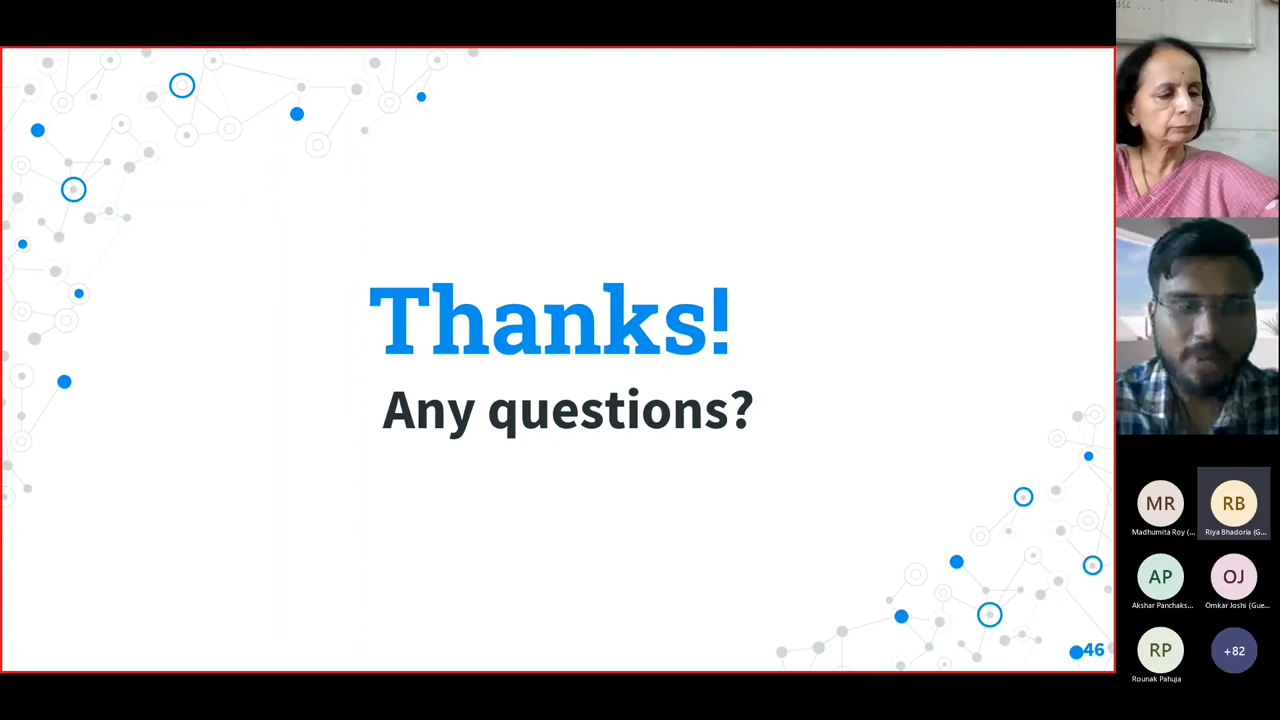 Thanks!
Any questions?
46
MR
Madhumita Roy (...
RB
Riya Bhadoria (G...
AP
Akshar Panchaks...
OJ
Omkar Joshi (Gue...
RP
Rounak Pahuja
+82